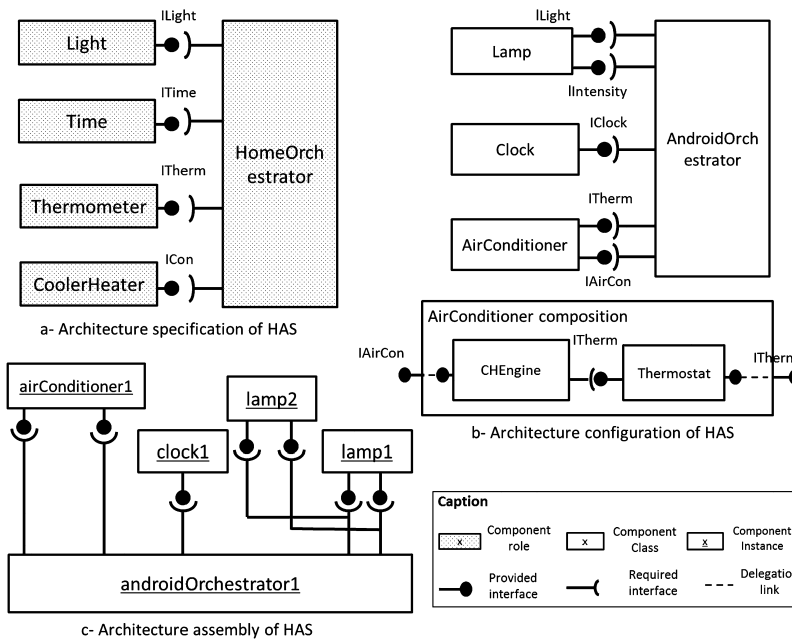 ILight
Light
ITime
Time
HomeOrch
estrator
ITherm
Thermometer
ICon
CoolerHeater
a- Architecture specification of HAS
ILight
Lamp
IIntensity
IClock
Clock
AndroidOrch
estrator
ITherm
AirConditioner
IAirCon
AirConditioner composition
IAirCon
ITherm
ITherm
CHEngine
Thermostat
b- Architecture configuration of HAS
airConditioner1
lamp2
clock1
lamp1
androidOrchestrator1
c- Architecture assembly of HAS
Caption
x
Component
role
x
Component
Class
x
Component
Instance
Provided
interface
Required
interface
Delegatio
link